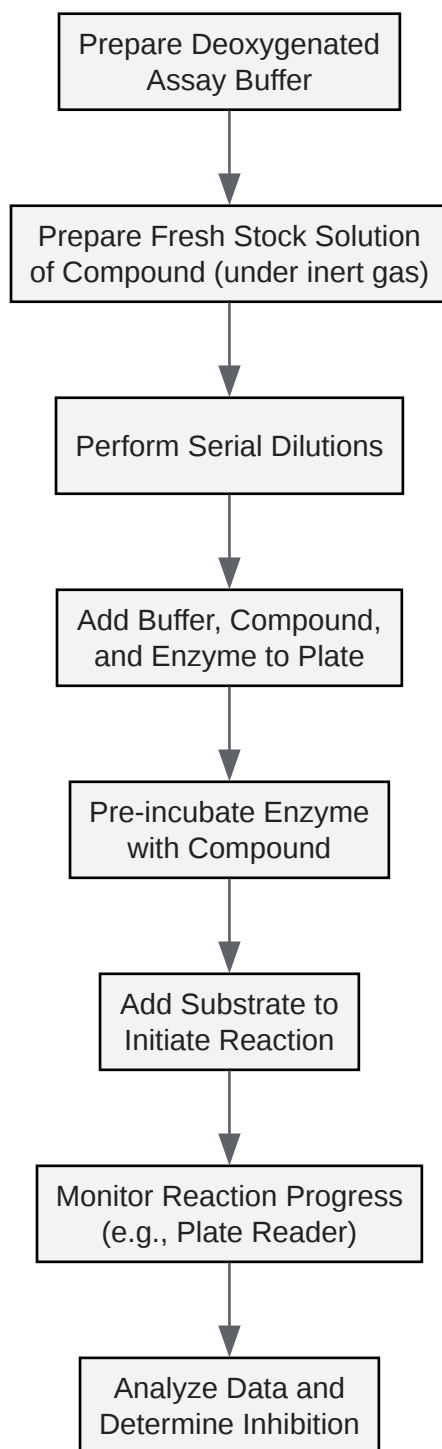 Prepare Deoxygenated
Assay Buffer
Prepare Fresh Stock Solution
of Compound (under inert gas)
Perform Serial Dilutions
Add Buffer, Compound,
and Enzyme to Plate
Pre-incubate Enzyme
with Compound
Add Substrate to
Initiate Reaction
Monitor Reaction Progress
(e.g., Plate Reader)
Analyze Data and
Determine Inhibition